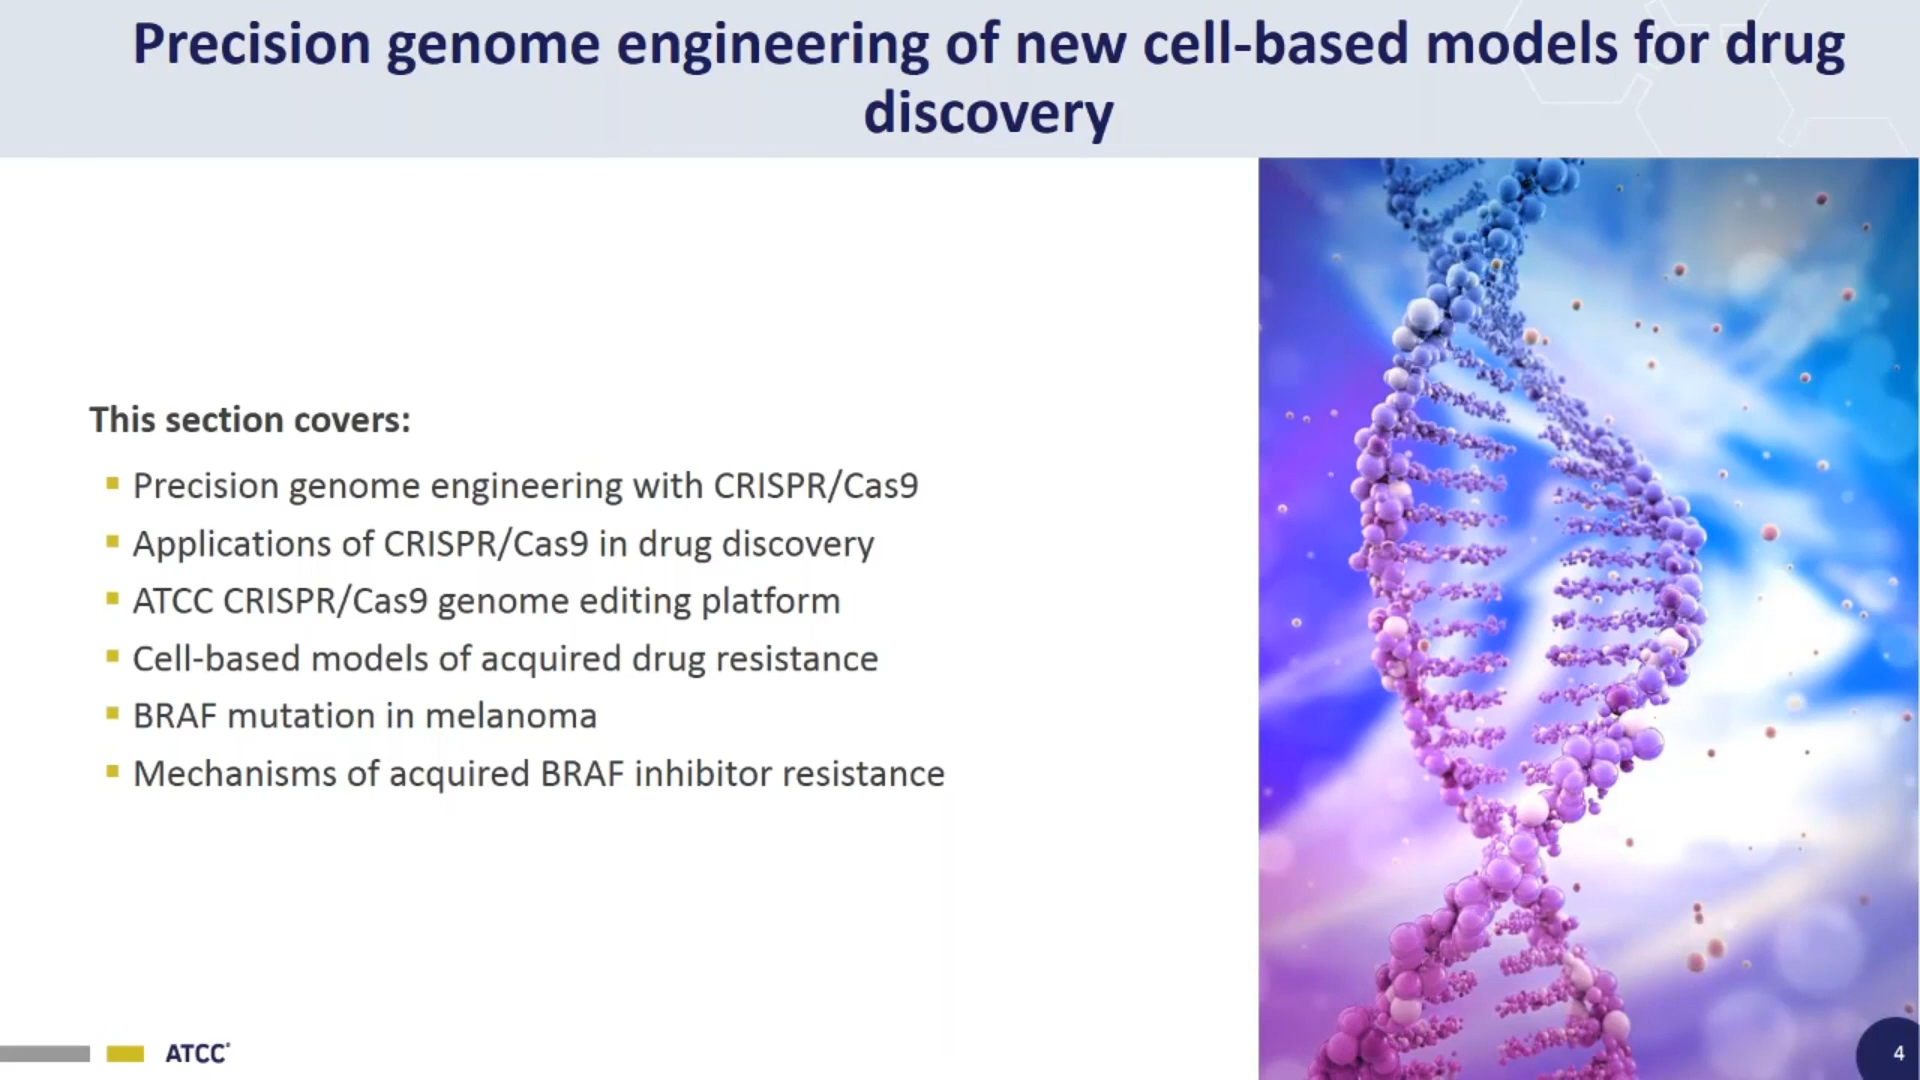 Precision genome engineering of new cell-based models for drug
discovery
This section covers:
Precision genome engineering with CRISPR/Cas9
Applications of CRISPR/Cas9 in drug discovery
ATCC CRISPR/Cas9 genome editing platform
Cell-based models of acquired drug resistance
BRAF mutation in melanoma
Mechanisms of acquired BRAF inhibitor resistance
ATCC®
4